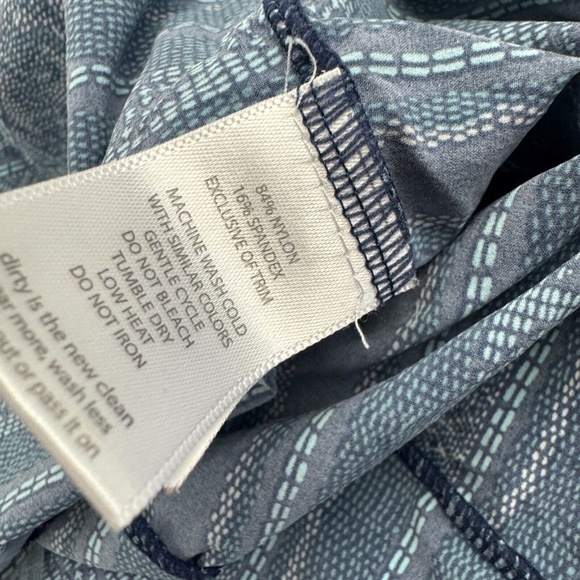 84% NYLON
16% SPANDEX
EXCLUSIVE OF TRIM
MACHINE WASH COLD
WITH SIMILAR COLORS
GENTLE CYCLE
DO NOT BLEACH
TUMBLE DRY
LOW HEAT
DO NOT IRON
dirty is the new clean
more, wash less
or pass it on